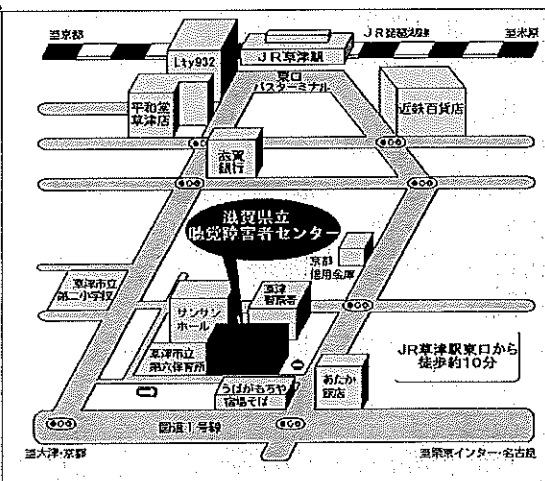 至京都
JR琵琶湖線
至米原
Lty932
JR草津駅
東口
バスターミナル
平和堂
草津店
近鉄百貨店
滋賀
銀行
滋賀県立
聴覚障害者センター
京都
信用金庫
草津市立
第二小学校
サンサン
ホール
草津
警察署
草津市立
第六保育所
JR草津駅東口から
徒歩約10分
あたか
飯店
うばがもちや
宿場そば
国道1号線
至大津・京都
至栗東インター・名古屋